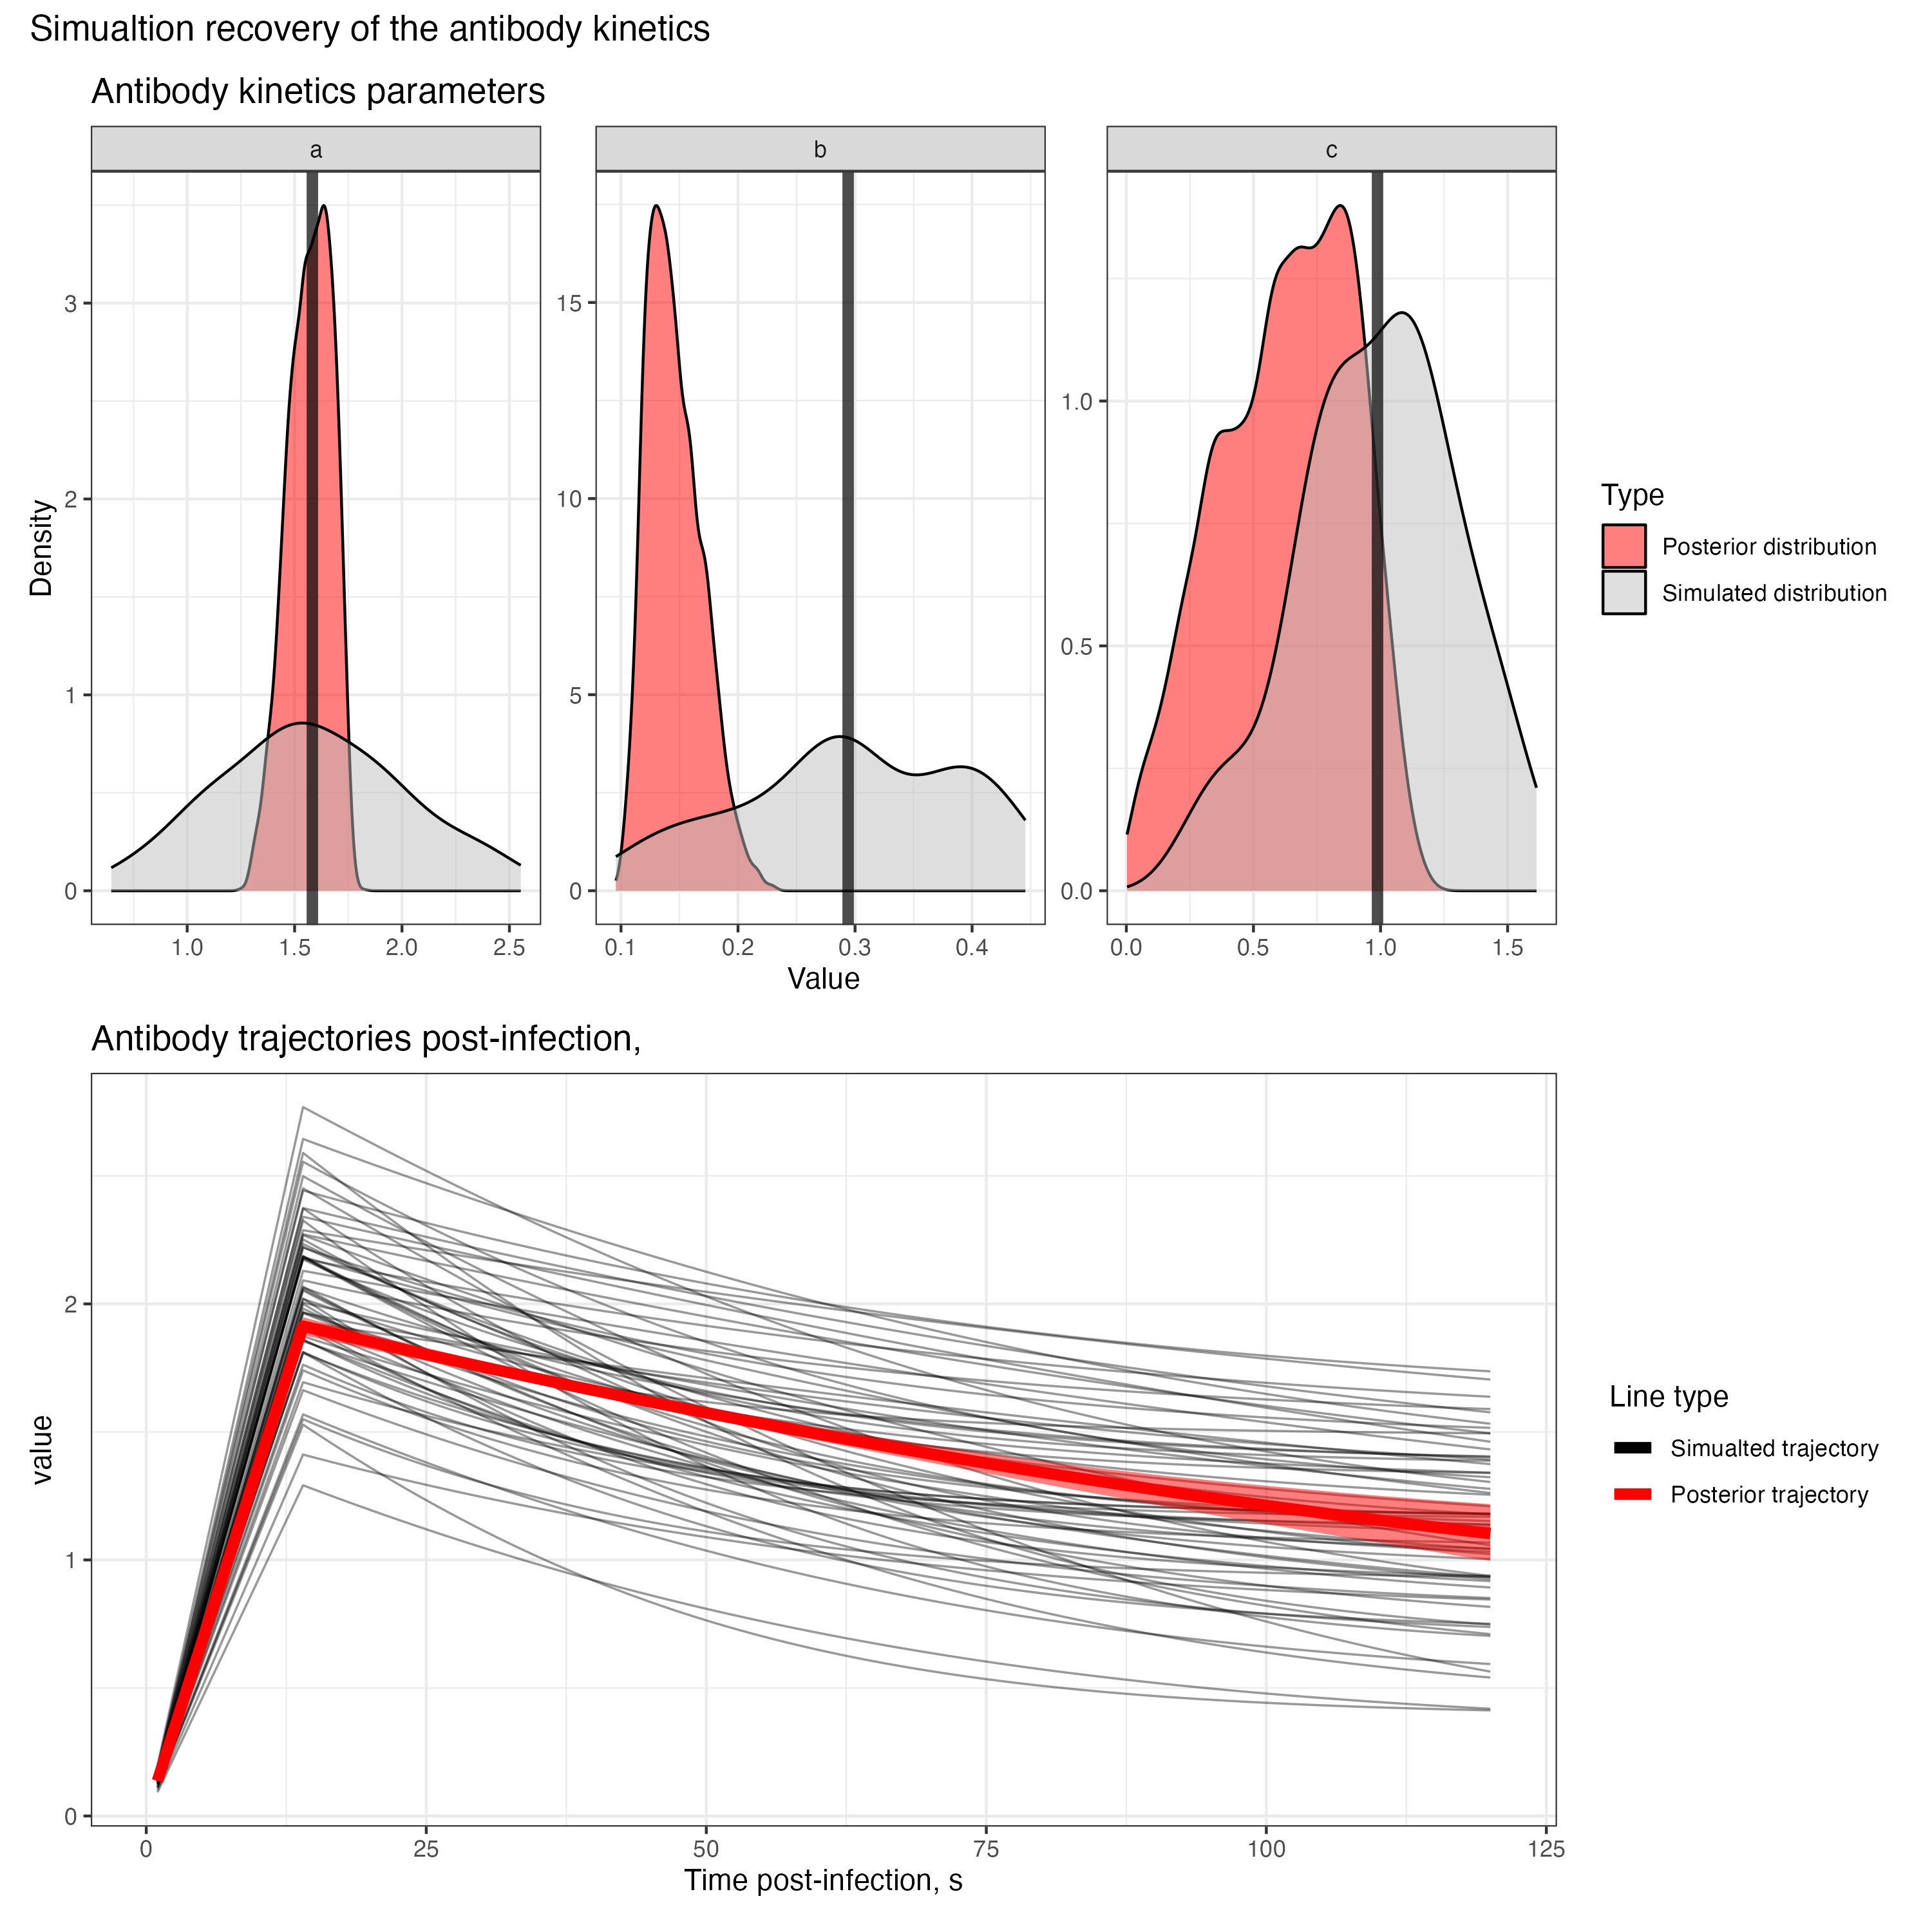 Simualtion recovery of the antibody kinetics
Antibody kinetics parameters
a b c
Density
3
2
1
0
15
10
5
0
1.0
0.5
0.0
1.0 1.5 2.0 2.5
0.1 0.2 0.3 0.4
0.0 0.5 1.0 1.5
Value
Type
Posterior distribution
Simulated distribution
Antibody trajectories post-infection,
value
2
1
0
0 25 50 75 100 125
Time post-infection, s
Line type
Simualted trajectory
Posterior trajectory